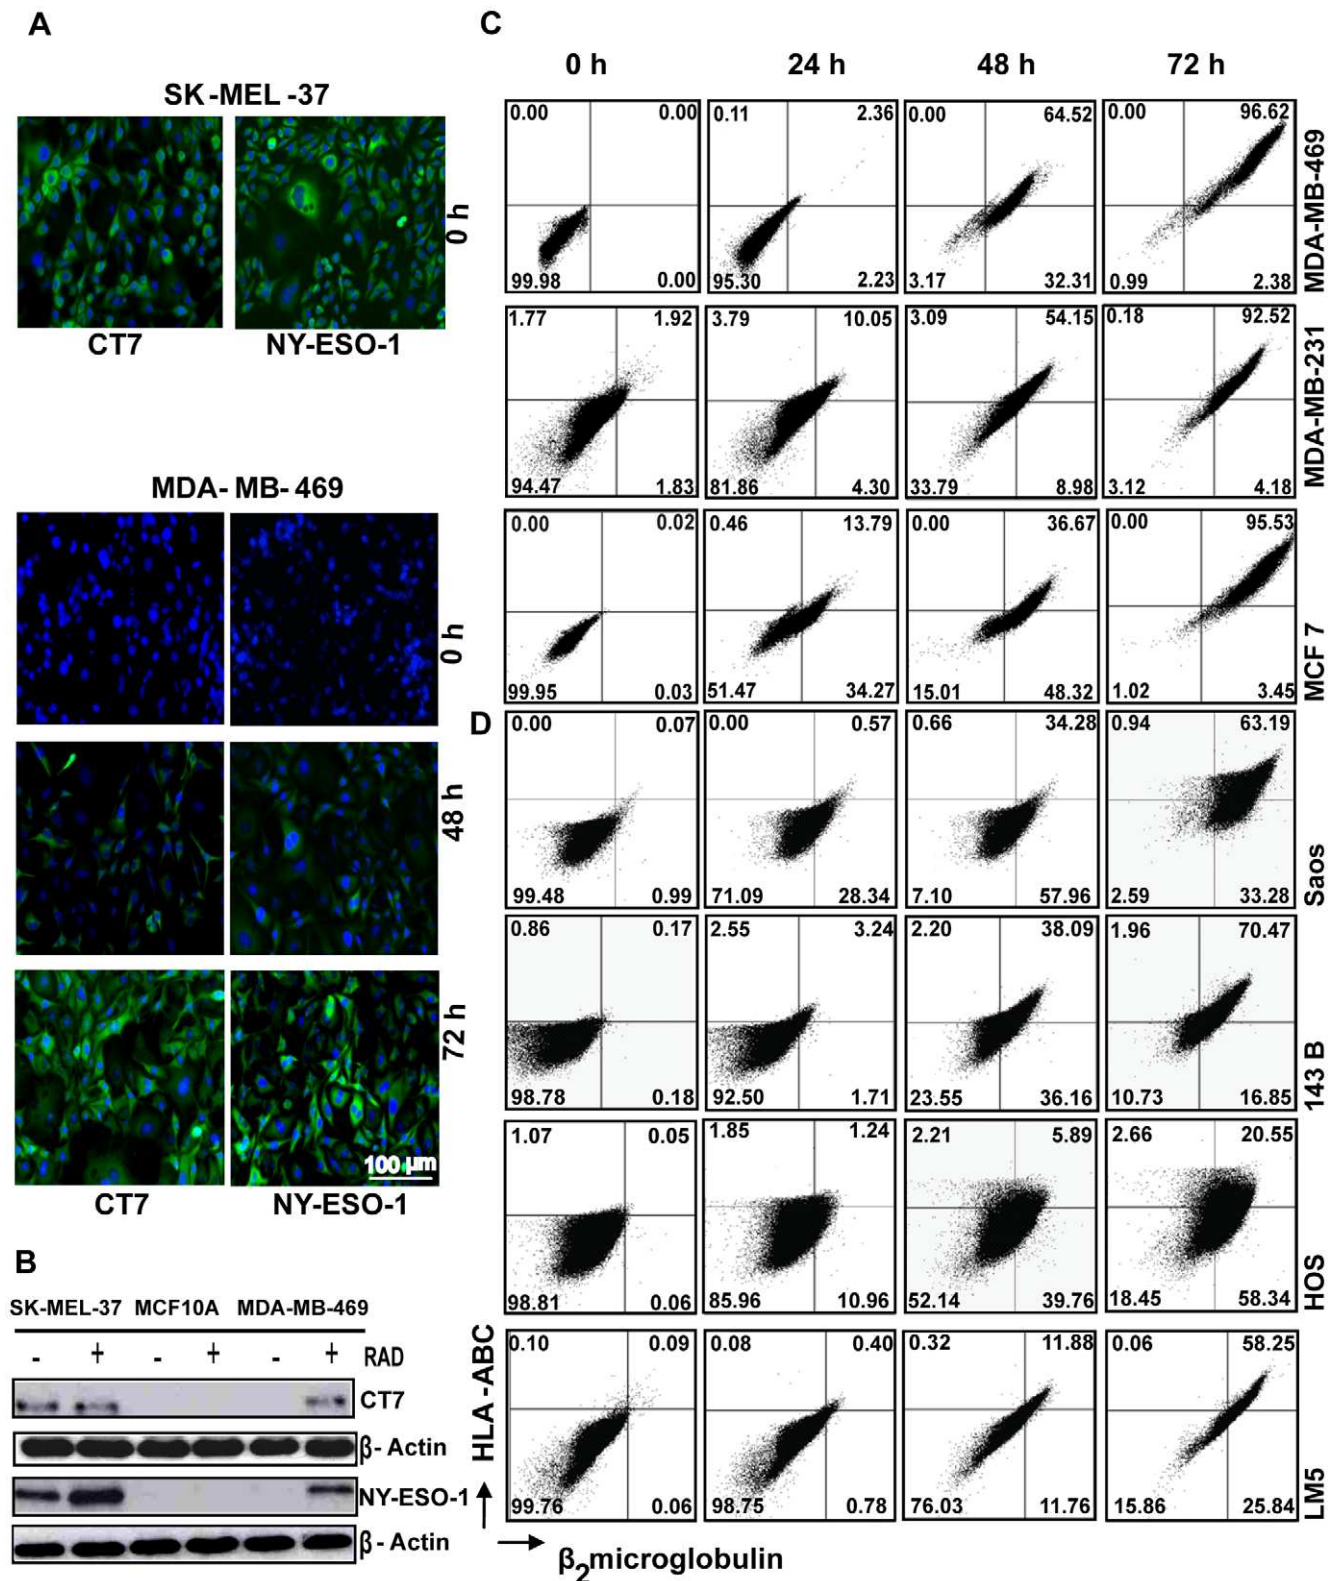 A
SK-MEL-37
CT7 NY-ESO-1
0 h
MDA-MB-469
0 h
48 h
72 h
100 µm
CT7 NY-ESO-1
B
SK-MEL-37 MCF10A MDA-MB-469
- + - + - + RAD
CT7
β- Actin
NY-ESO-1
β- Actin
C
0 h 24 h 48 h 72 h
0.00 0.00 0.11 2.36 0.00 64.52 0.00 96.62
99.98 0.00 95.30 2.23 3.17 32.31 0.99 2.38
MDA-MB-469
1.77 1.92 3.79 10.05 3.09 54.15 0.18 92.52
94.47 1.83 81.86 4.30 33.79 8.98 3.12 4.18
MDA-MB-231
0.00 0.02 0.46 13.79 0.00 36.67 0.00 95.53
99.95 0.03 51.47 34.27 15.01 48.32 1.02 3.45
MCF 7
D
0.00 0.07 0.00 0.57 0.66 34.28 0.94 63.19
99.48 0.99 71.09 28.34 7.10 57.96 2.59 33.28
Saos
0.86 0.17 2.55 3.24 2.20 38.09 1.96 70.47
98.78 0.18 92.50 1.71 23.55 36.16 10.73 16.85
143 B
1.07 0.05 1.85 1.24 2.21 5.89 2.66 20.55
98.81 0.06 85.96 10.96 52.14 39.76 18.45 58.34
HOS
0.10 0.09 0.08 0.40 0.32 11.88 0.06 58.25
99.76 0.06 98.75 0.78 76.03 11.76 15.86 25.84
LM5
HLA-ABC
β2microglobulin